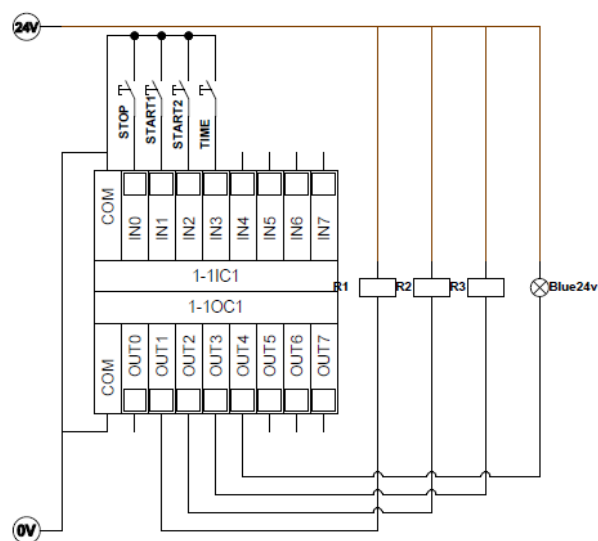 24V
STOP
START1
START2
TIME
COM
IN0
IN1
IN2
IN3
IN4
IN5
IN6
IN7
1-1IC1
R1
R2
R3
Blue24v
1-1OC1
COM
OUT0
OUT1
OUT2
OUT3
OUT4
OUT5
OUT6
OUT7
0V